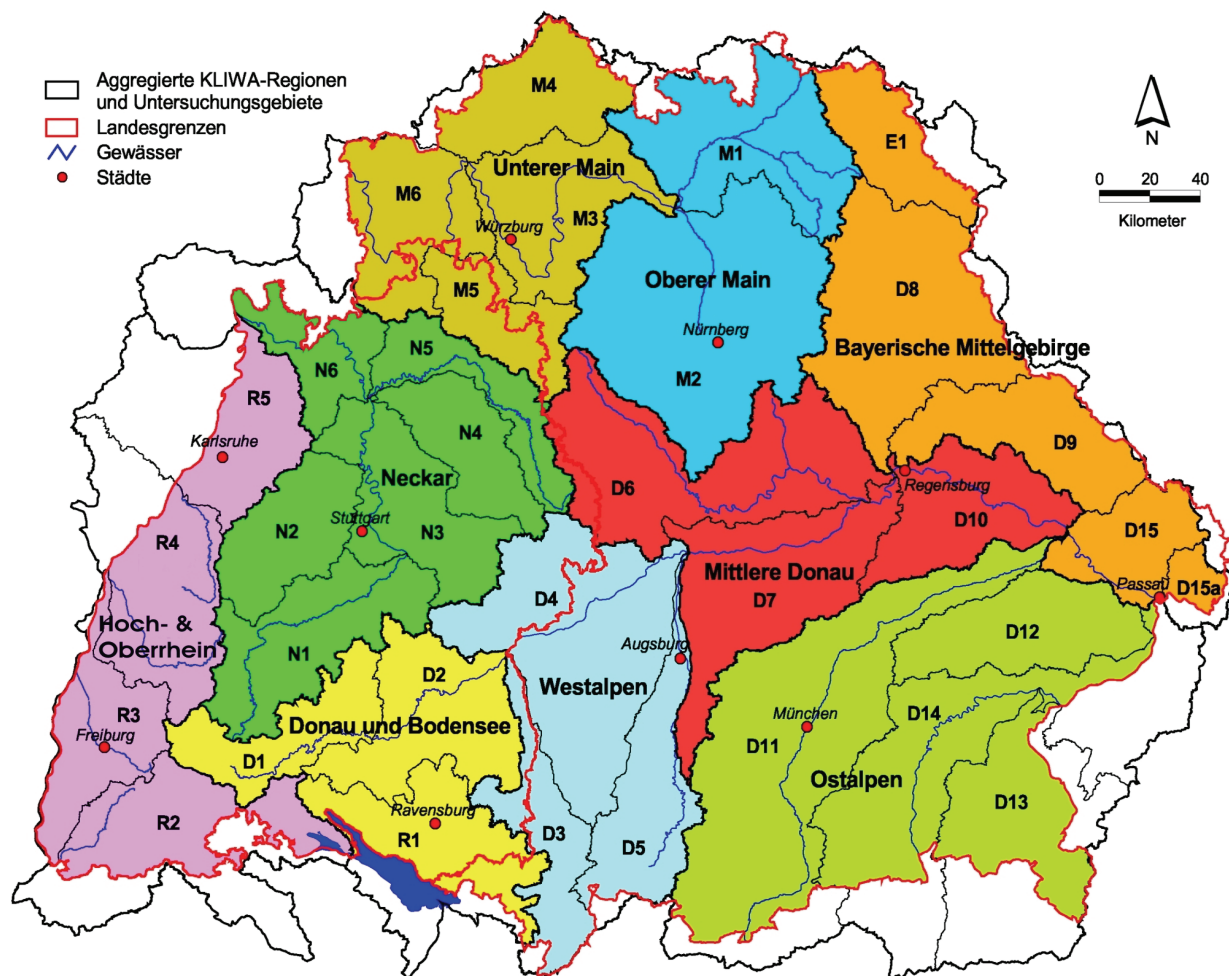 Aggregierte KLIWA-Regionen
und Untersuchungsgebiete
Landesgrenzen
Gewässer
Städte
N
0 20 40
Kilometer
M4
E1
M1
Unterer Main
M6
M3
Würzburg
Oberer Main
D8
M5
Nürnberg
Bayerische Mittelgebirge
N5
N6
M2
R5
N4
Karlsruhe
D9
Neckar
D6
Regensburg
D10
Stuttgart
N2
N3
D15
R4
Mittlere Donau
D7
Passau
D15a
D4
Hoch- &
Oberrhein
Augsburg
D12
N1
D2
Westalpen
R3
Donau und Bodensee
München
D14
Freiburg
D11
D1
Ostalpen
Ravensburg
D13
R2
R1
D3
D5